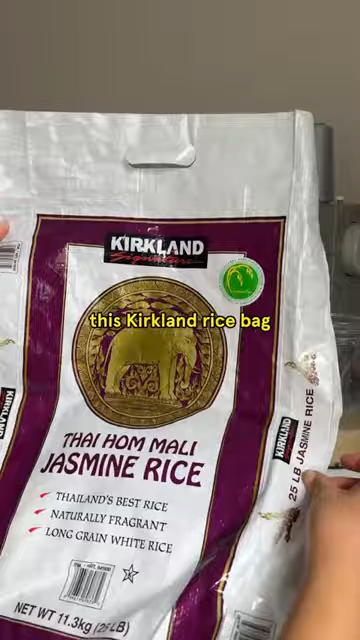 KIRKLAND
Signature
this Kirkland rice bag
THAI HOM MALI
JASMINE RICE
THAILAND'S BEST RICE
NATURALLY FRAGRANT
LONG GRAIN WHITE RICE
NET WT 11.3kg (25 LB)
KIRKLAND
25 LB JASMINE RICE
KIRKLAND